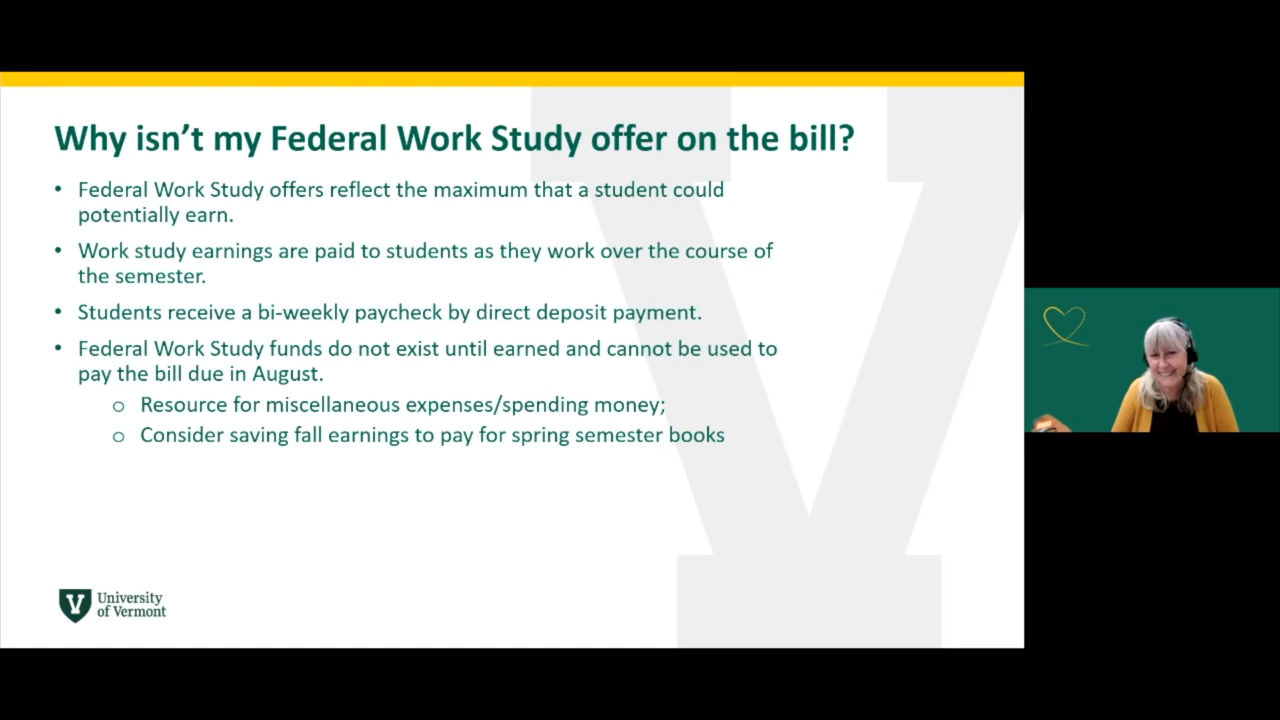 Why isn't my Federal Work Study offer on the bill?
• Federal Work Study offers reflect the maximum that a student could
potentially earn.
• Work study earnings are paid to students as they work over the course of
the semester.
• Students receive a bi-weekly paycheck by direct deposit payment.
• Federal Work Study funds do not exist until earned and cannot be used to
pay the bill due in August.
o Resource for miscellaneous expenses/spending money;
o Consider saving fall earnings to pay for spring semester books
V
University
of Vermont